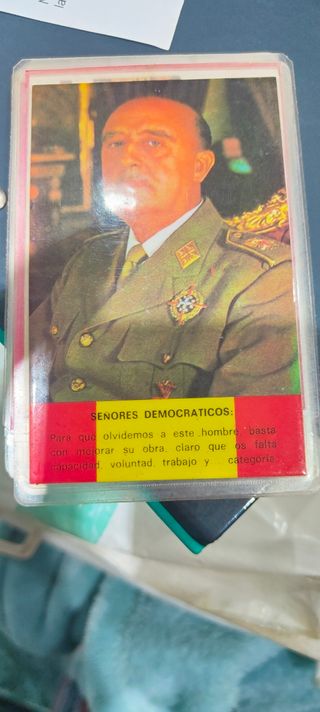 SEÑORES DEMOCRATICOS:
Para que olvidemos a este hombre, basta
con mejorar su obra, claro que os falta
capacidad, voluntad, trabajo y categoría.